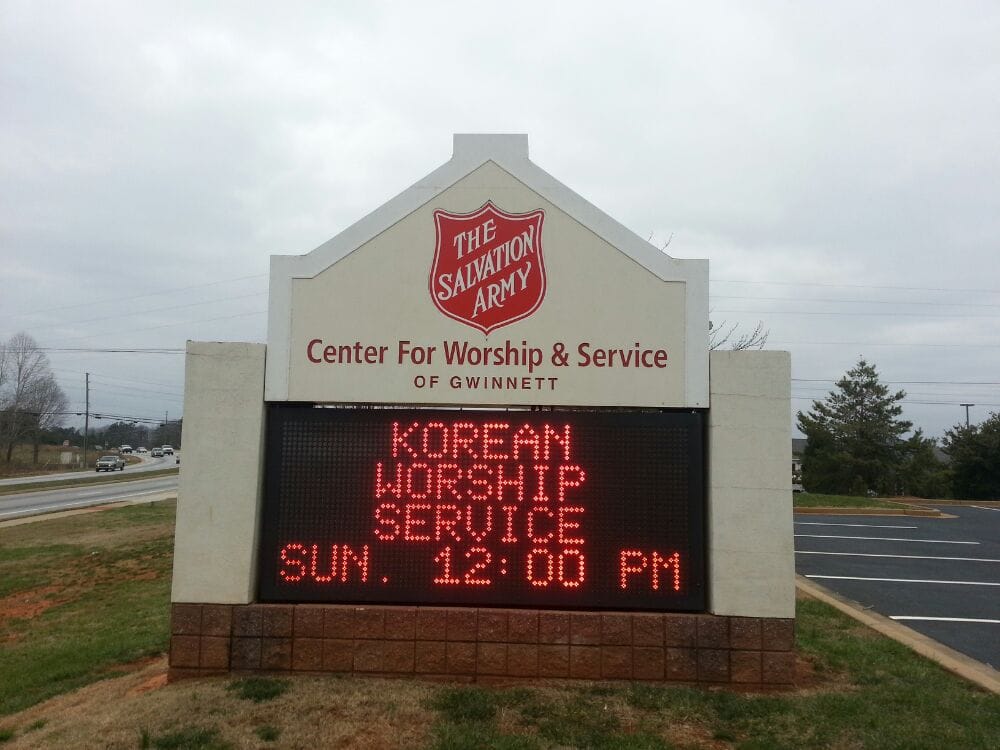 THE
SALVATION
ARMY
Center For Worship & Service
OF GWINNETT
KOREAN
WORSHIP
SERVICE
SUN. 12:00 PM